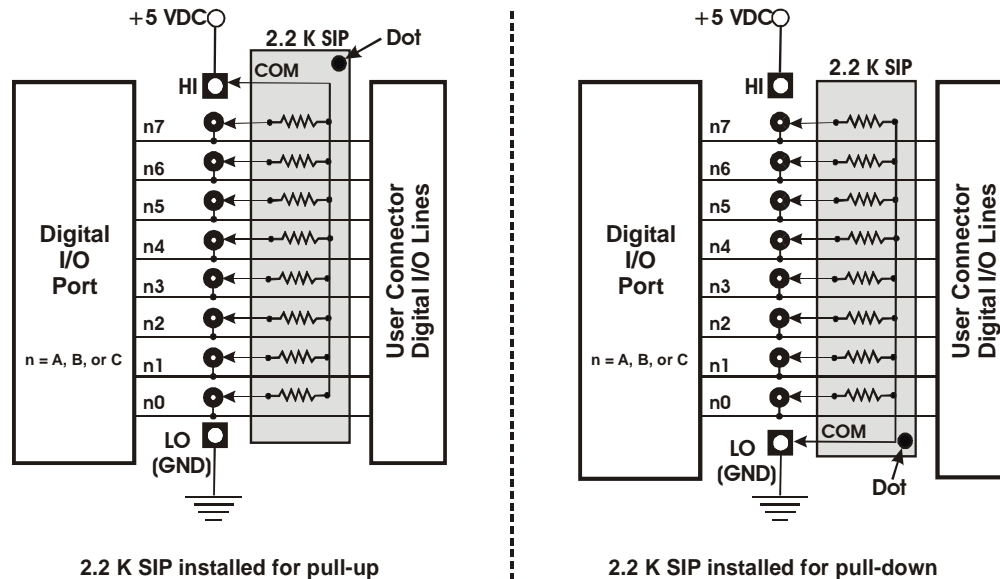 +5 VDC
2.2 K SIP
Dot
COM
HI
n7
n6
n5
n4
n3
n2
n1
n0
Digital
I/O
Port
n = A, B, or C
User Connector
Digital I/O Lines
LO
(GND)
2.2 K SIP installed for pull-up
+5 VDC
2.2 K SIP
HI
n7
n6
n5
n4
n3
n2
n1
n0
Digital
I/O
Port
n = A, B, or C
User Connector
Digital I/O Lines
COM
LO
(GND)
Dot
2.2 K SIP installed for pull-down